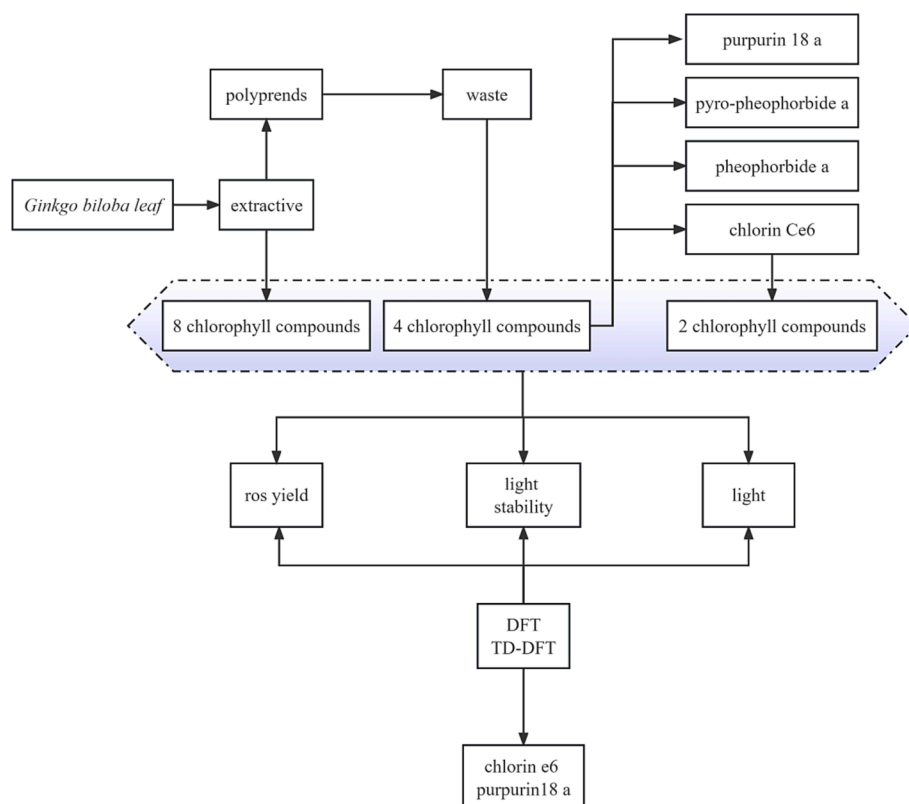 purpurin 18 a
polyprends
waste
pyro-pheophorbide a
pheophorbide a
Ginkgo biloba leaf
extractive
chlorin Ce6
8 chlorophyll compounds
4 chlorophyll compounds
2 chlorophyll compounds
ros yield
light
stability
light
DFT
TD-DFT
chlorin e6
purpurin18 a